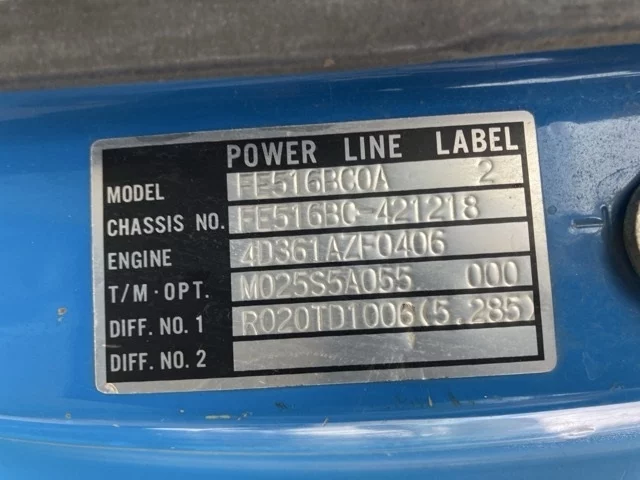 POWER LINE LABEL
MODEL FE516BC0A 2
CHASSIS NO. FE516BC-421218
ENGINE 4D361AZF0406
T/M·OPT. M025S5A055 000
DIFF. NO. 1 R020TD1006(5.285)
DIFF. NO. 2